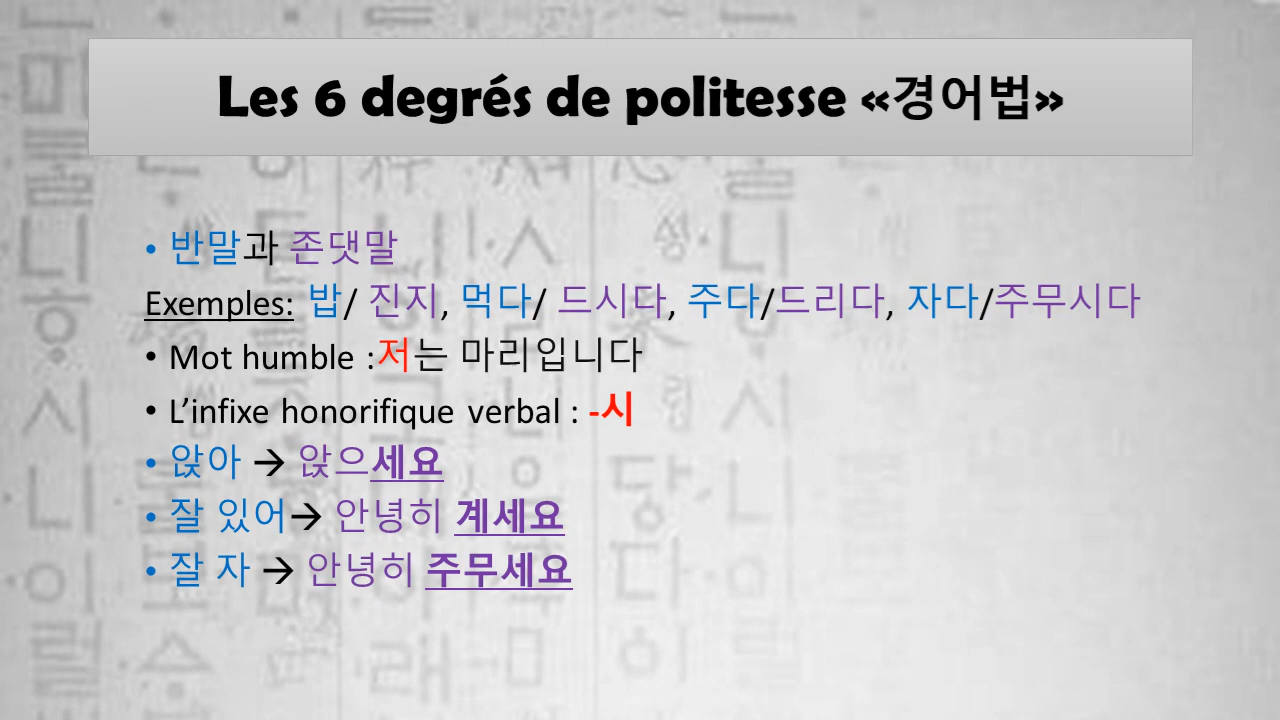 Les 6 degrés de politesse «경어법»
• 반말과 존댓말
Exemples: 밥/ 진지, 먹다/ 드시다, 주다/드리다, 자다/주무시다
• Mot humble :저는 마리입니다
• L’infixe honorifique verbal : -시
• 앉아 → 앉으세요
• 잘 있어→ 안녕히 계세요
• 잘 자 → 안녕히 주무세요